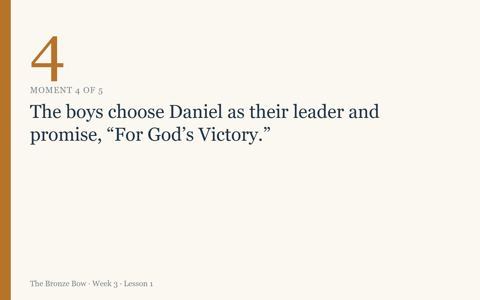 4
MOMENT 4 OF 5
The boys choose Daniel as their leader and
promise, “For God’s Victory.”
The Bronze Bow · Week 3 · Lesson 1